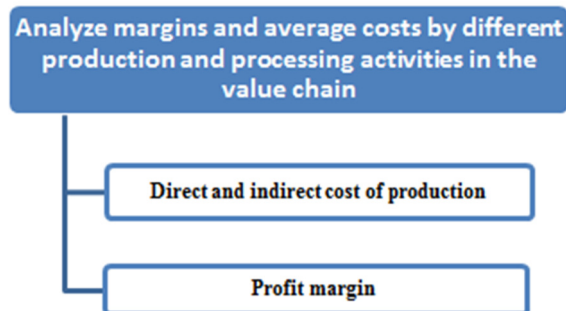 Analyze margins and average costs by different
production and processing activities in the
value chain
Direct and indirect cost of production
Profit margin